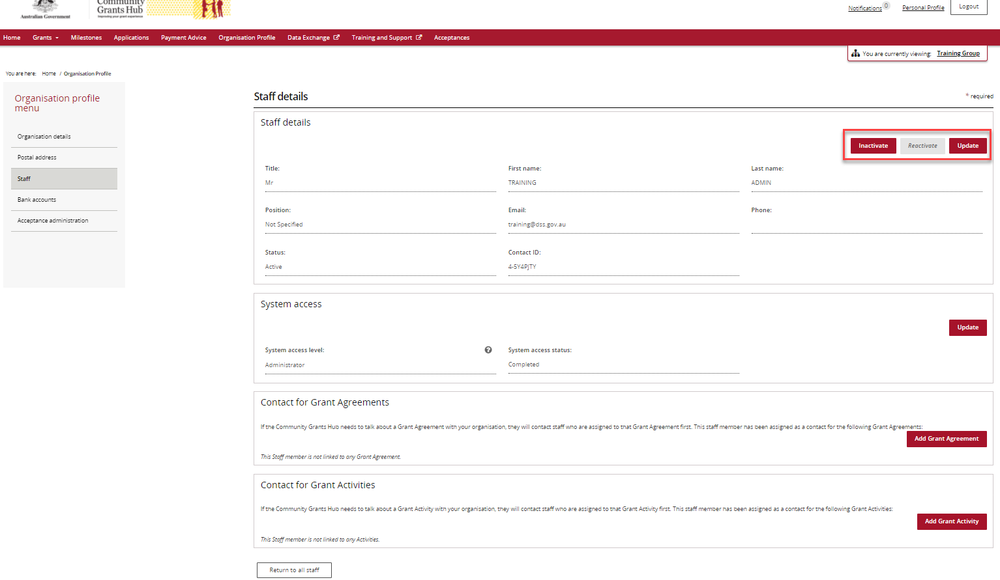 Australian Government
Community
Grants Hub
Improving your grant experience
Notifications 0
Personal Profile
Logout
Home
Grants
Milestones
Applications
Payment Advice
Organisation Profile
Data Exchange
Training and Support
Acceptances
You are currently viewing: Training Group
You are here: Home / Organisation Profile
Organisation profile
menu
Organisation details
Postal address
Staff
Bank accounts
Acceptance administration
Staff details
* required
Staff details
Inactivate
Reactivate
Update
Title:
First name:
Last name:
Mr
TRAINING
ADMIN
Position:
Email:
Phone:
Not Specified
training@dss.gov.au
Status:
Contact ID:
Active
4-5Y4PJTY
System access
Update
System access level:
?
System access status:
Administrator
Completed
Contact for Grant Agreements
If the Community Grants Hub needs to talk about a Grant Agreement with your organisation, they will contact staff who are assigned to that Grant Agreement first. This staff member has been assigned as a contact for the following Grant Agreements:
Add Grant Agreement
This Staff member is not linked to any Grant Agreement.
Contact for Grant Activities
If the Community Grants Hub needs to talk about a Grant Activity with your organisation, they will contact staff who are assigned to that Grant Activity first. This staff member has been assigned as a contact for the following Grant Activities:
Add Grant Activity
This Staff member is not linked to any Activities.
Return to all staff